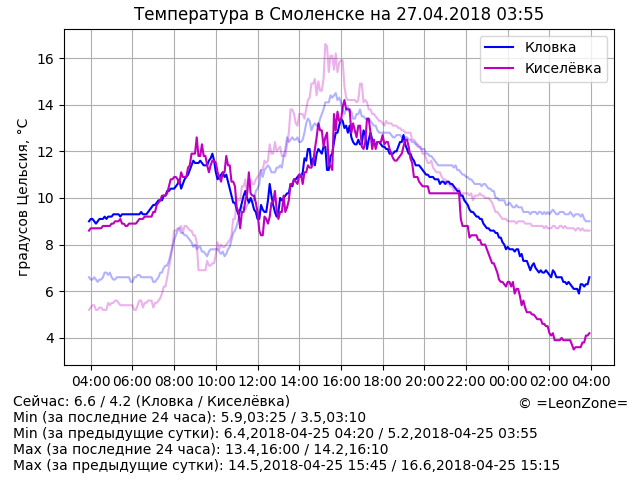 Температура в Смоленске на 27.04.2018 03:55
Кловка
Киселёвка
градусов Цельсия, °C
16
14
12
10
8
6
4
04:00 06:00 08:00 10:00 12:00 14:00 16:00 18:00 20:00 22:00 00:00 02:00 04:00
Сейчас: 6.6 / 4.2 (Кловка / Киселёвка)
© =LeonZone=
Min (за последние 24 часа): 5.9,03:25 / 3.5,03:10
Min (за предыдущие сутки): 6.4,2018-04-25 04:20 / 5.2,2018-04-25 03:55
Max (за последние 24 часа): 13.4,16:00 / 14.2,16:10
Max (за предыдущие сутки): 14.5,2018-04-25 15:45 / 16.6,2018-04-25 15:15